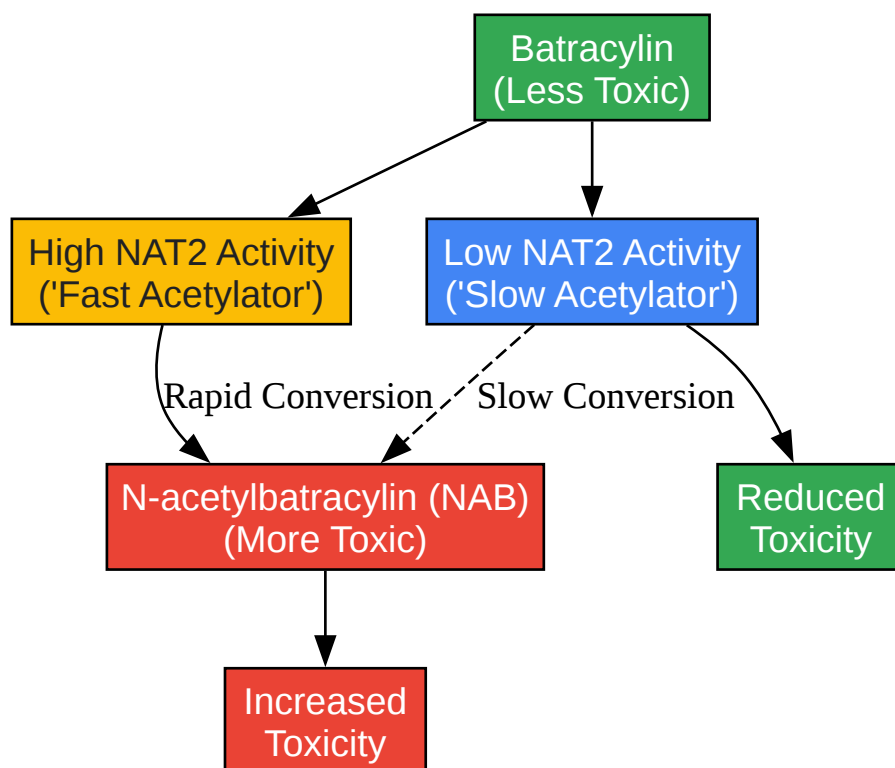 Batracylin
(Less Toxic)
High NAT2 Activity
('Fast Acetylator')
Low NAT2 Activity
('Slow Acetylator')
Rapid Conversion
Slow Conversion
N-acetylbatracylin (NAB)
(More Toxic)
Reduced
Toxicity
Increased
Toxicity